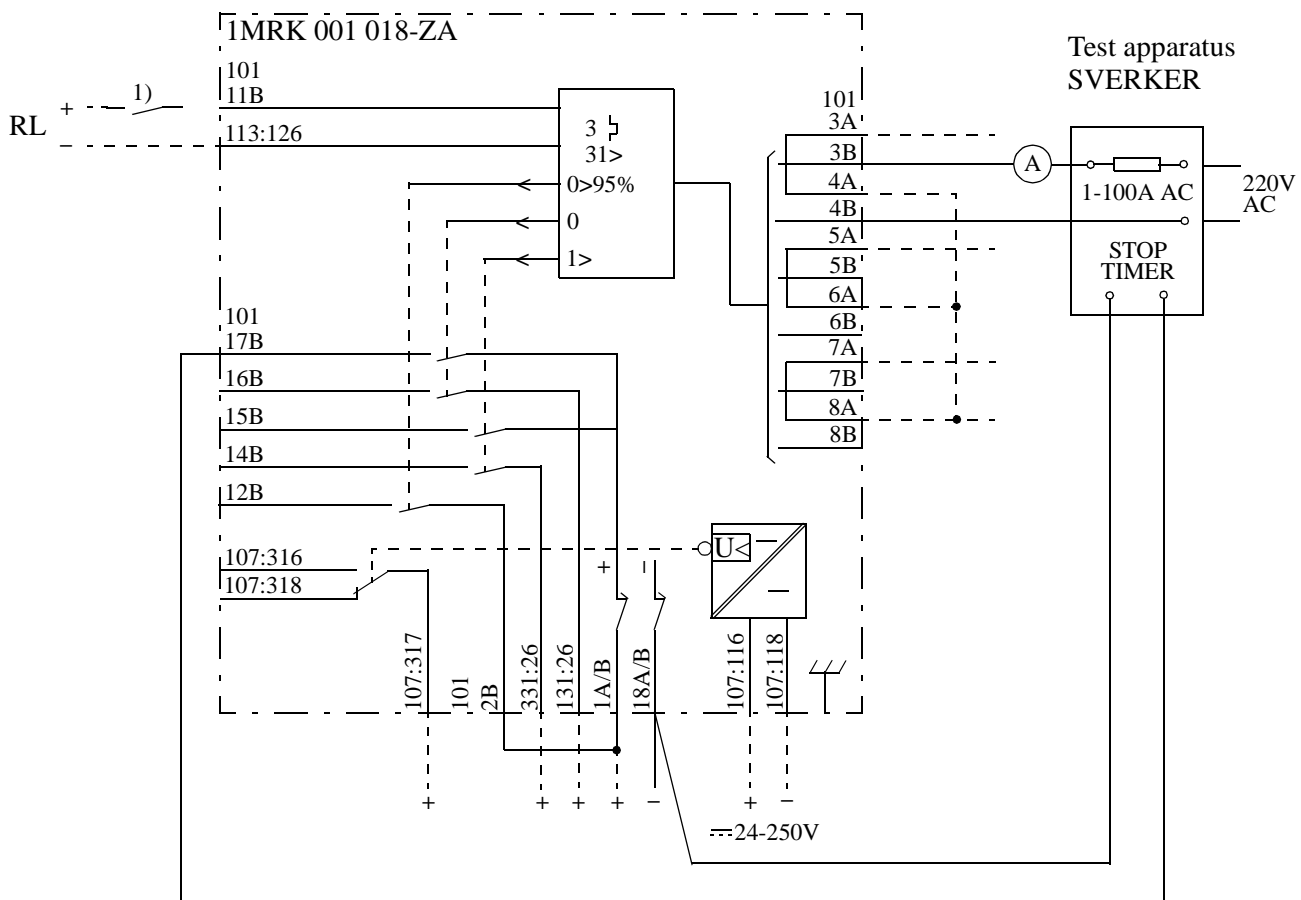 1MRK 001 018-ZA
Test apparatus
SVERKER
101
11B
1)
+
RL
−
113:126
3
3I>
0>95%
0
1>
101
3A
3B
4A
4B
5A
5B
6A
6B
7A
7B
8A
8B
A
1-100A AC
220V
AC
STOP
TIMER
101
17B
16B
15B
14B
12B
107:316
107:318
U<
+
−
107:317
101
2B
331:26
131:26
1A/B
18A/B
107:116
107:118
+
+
+
+
−
+
−
24-250V